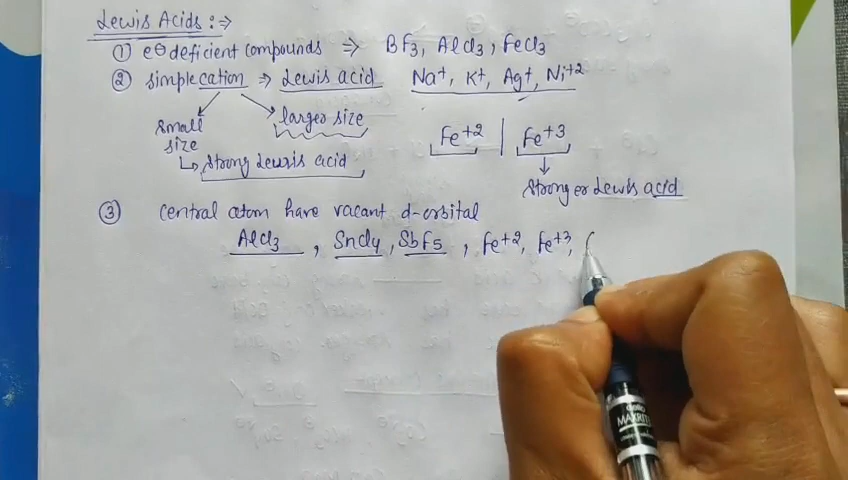 Lewis Acids :→
① e⊖ deficient compounds ⇒ BF3, AlCl3, FeCl3
② simple cation ⇒ Lewis acid Na+, K+, Ag+, Ni+2
small size → Strong Lewis acid
larger size
Fe+2 | Fe+3
Stronger Lewis acid
③ central atom have vacant d-orbital
AlCl3, SnCl4, SbF5, Fe+2, Fe+3, (
MAXRITE